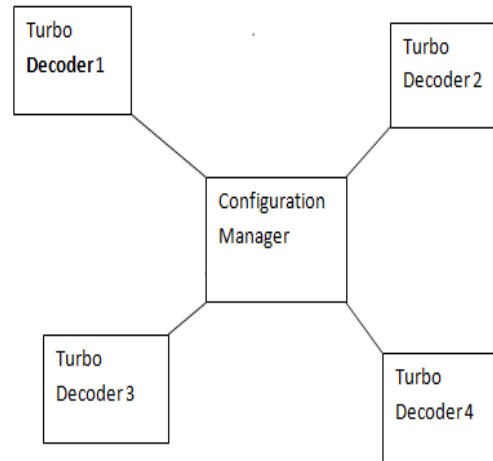 Turbo
Decoder1
Turbo
Decoder2
Configuration
Manager
Turbo
Decoder3
Turbo
Decoder4